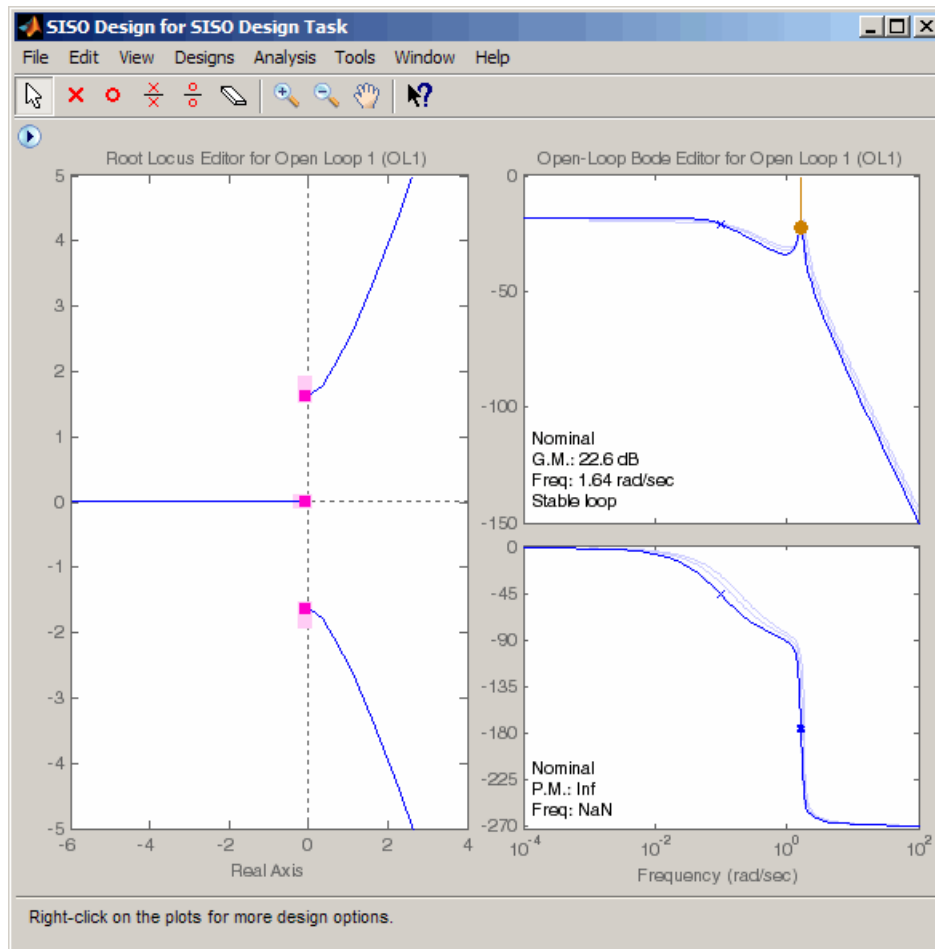 SISO Design for SISO Design Task
File Edit View Designs Analysis Tools Window Help
Root Locus Editor for Open Loop 1 (OL1)
5
4
3
2
1
0
-1
-2
-3
-4
-5
-6 -4 -2 0 2 4
Real Axis
Open-Loop Bode Editor for Open Loop 1 (OL1)
0
-50
-100
-150
Nominal
G.M.: 22.6 dB
Freq: 1.64 rad/sec
Stable loop
0
-45
-90
-135
-180
-225
-270
Nominal
P.M.: Inf
Freq: NaN
10^-4 10^-2 10^0 10^2
Frequency (rad/sec)
Right-click on the plots for more design options.